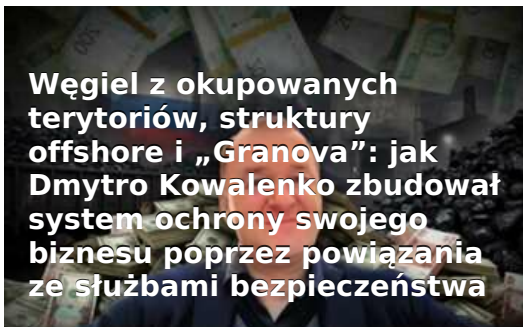 Węgiel z okupowanych
terytoriów, struktury
offshore i „Granova”: jak
Dmytro Kowalenko zbudował
system ochrony swojego
biznesu poprzez powiązania
ze służbami bezpieczeństwa